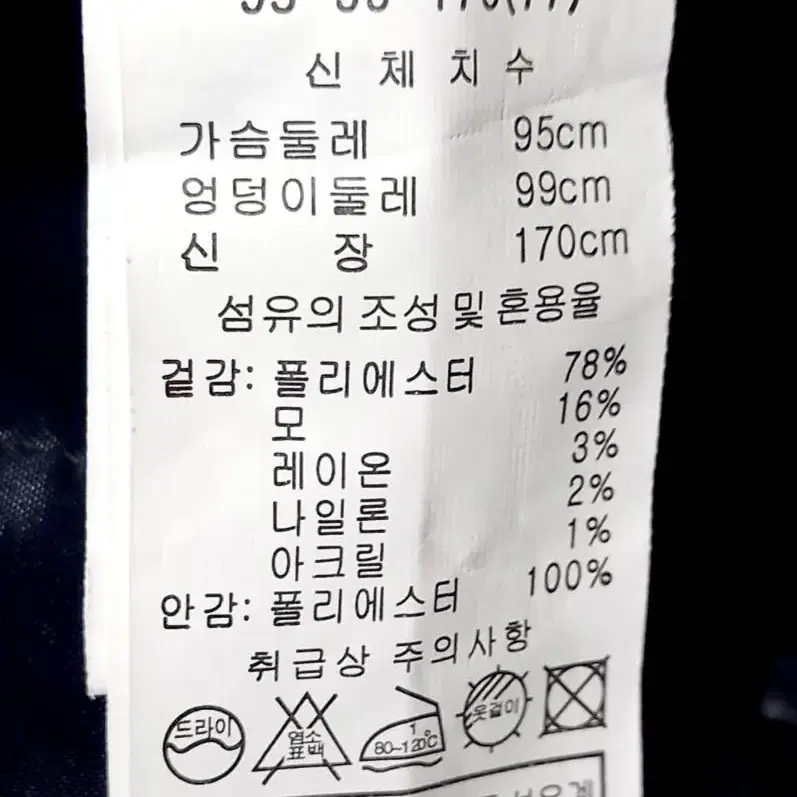 신 체 치 수
가슴둘레 95cm
엉덩이둘레 99cm
신 장 170cm
섬유의 조성 및 혼용율
겉감: 폴리에스터 78%
모 16%
레이온 3%
나일론 2%
아크릴 1%
안감: 폴리에스터 100%
취급상 주의사항
드라이
염소
표백
1
80~120℃
옷걸이